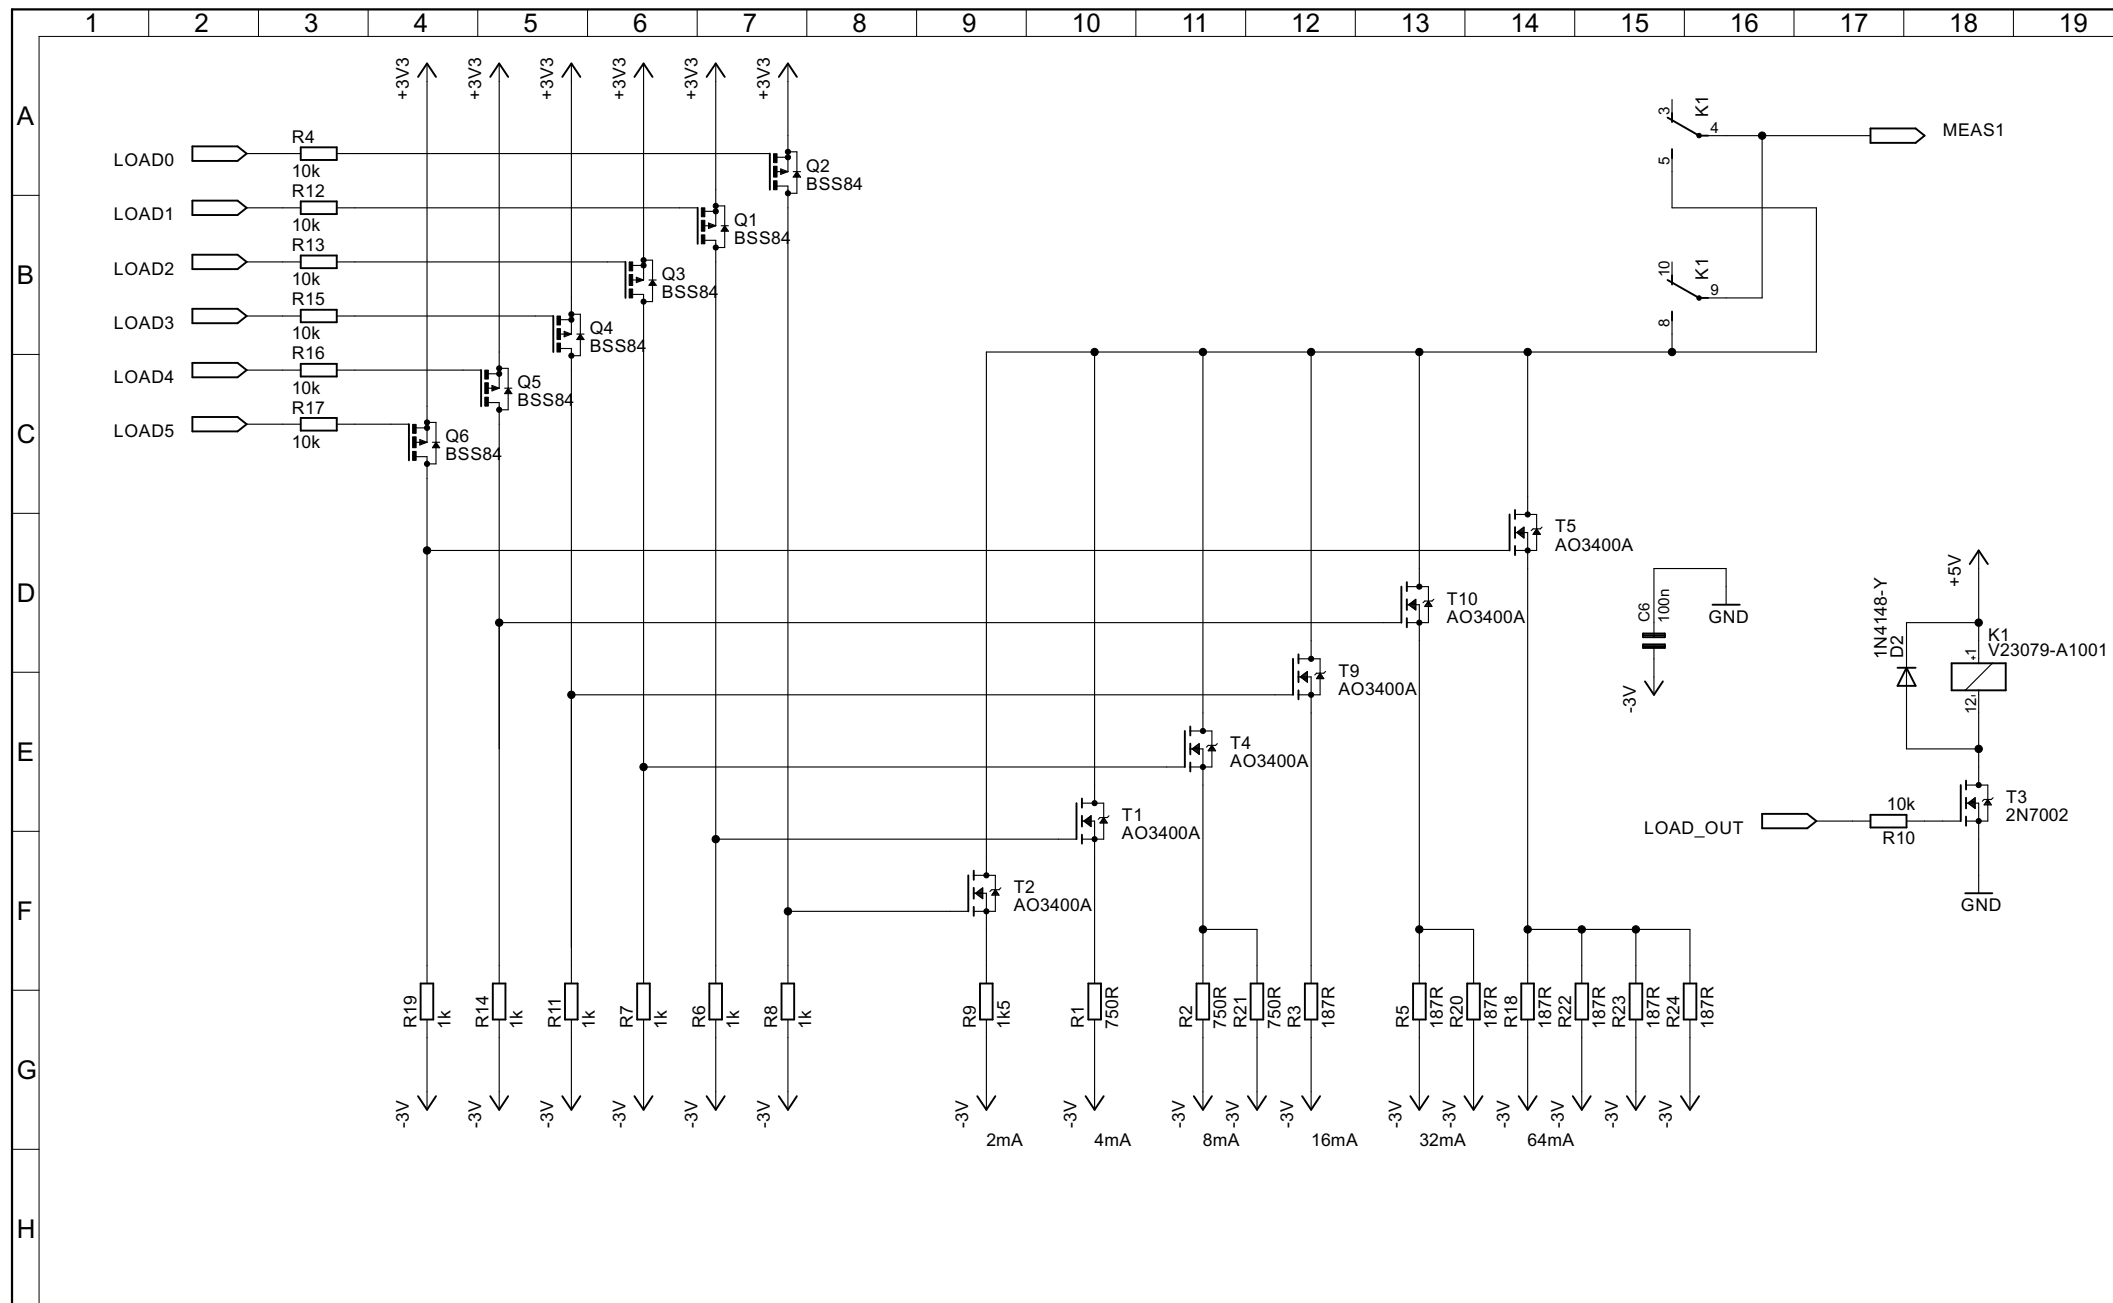 1 2 3 4 5 6 7 8 9 10 11 12 13 14 15 16 17 18 19
A
B
C
D
E
F
G
H
+3V3 +3V3 +3V3 +3V3 +3V3 +3V3
LOAD0
R4
10k
LOAD1
R12
10k
LOAD2
R13
10k
LOAD3
R15
10k
LOAD4
R16
10k
LOAD5
R17
10k
Q2
BSS84
Q1
BSS84
Q3
BSS84
Q4
BSS84
Q5
BSS84
Q6
BSS84
3
K1
4
5
MEAS1
10
K1
9
8
T5
AO3400A
T10
AO3400A
T9
AO3400A
T4
AO3400A
T1
AO3400A
T2
AO3400A
C6
100n
GND
-3V
+5V
1N4148-Y
D2
K1
V23079-A1001
+1
12-
LOAD_OUT
10k
R10
T3
2N7002
GND
R19
1k
R14
1k
R11
1k
R7
1k
R6
1k
R8
1k
R9
1k5
R1
750R
R2
750R
R21
750R
R3
187R
R5
187R
R20
187R
R18
187R
R22
187R
R23
187R
R24
187R
-3V -3V -3V -3V -3V -3V -3V -3V -3V -3V -3V -3V -3V -3V -3V -3V -3V
2mA 4mA 8mA 16mA 32mA 64mA